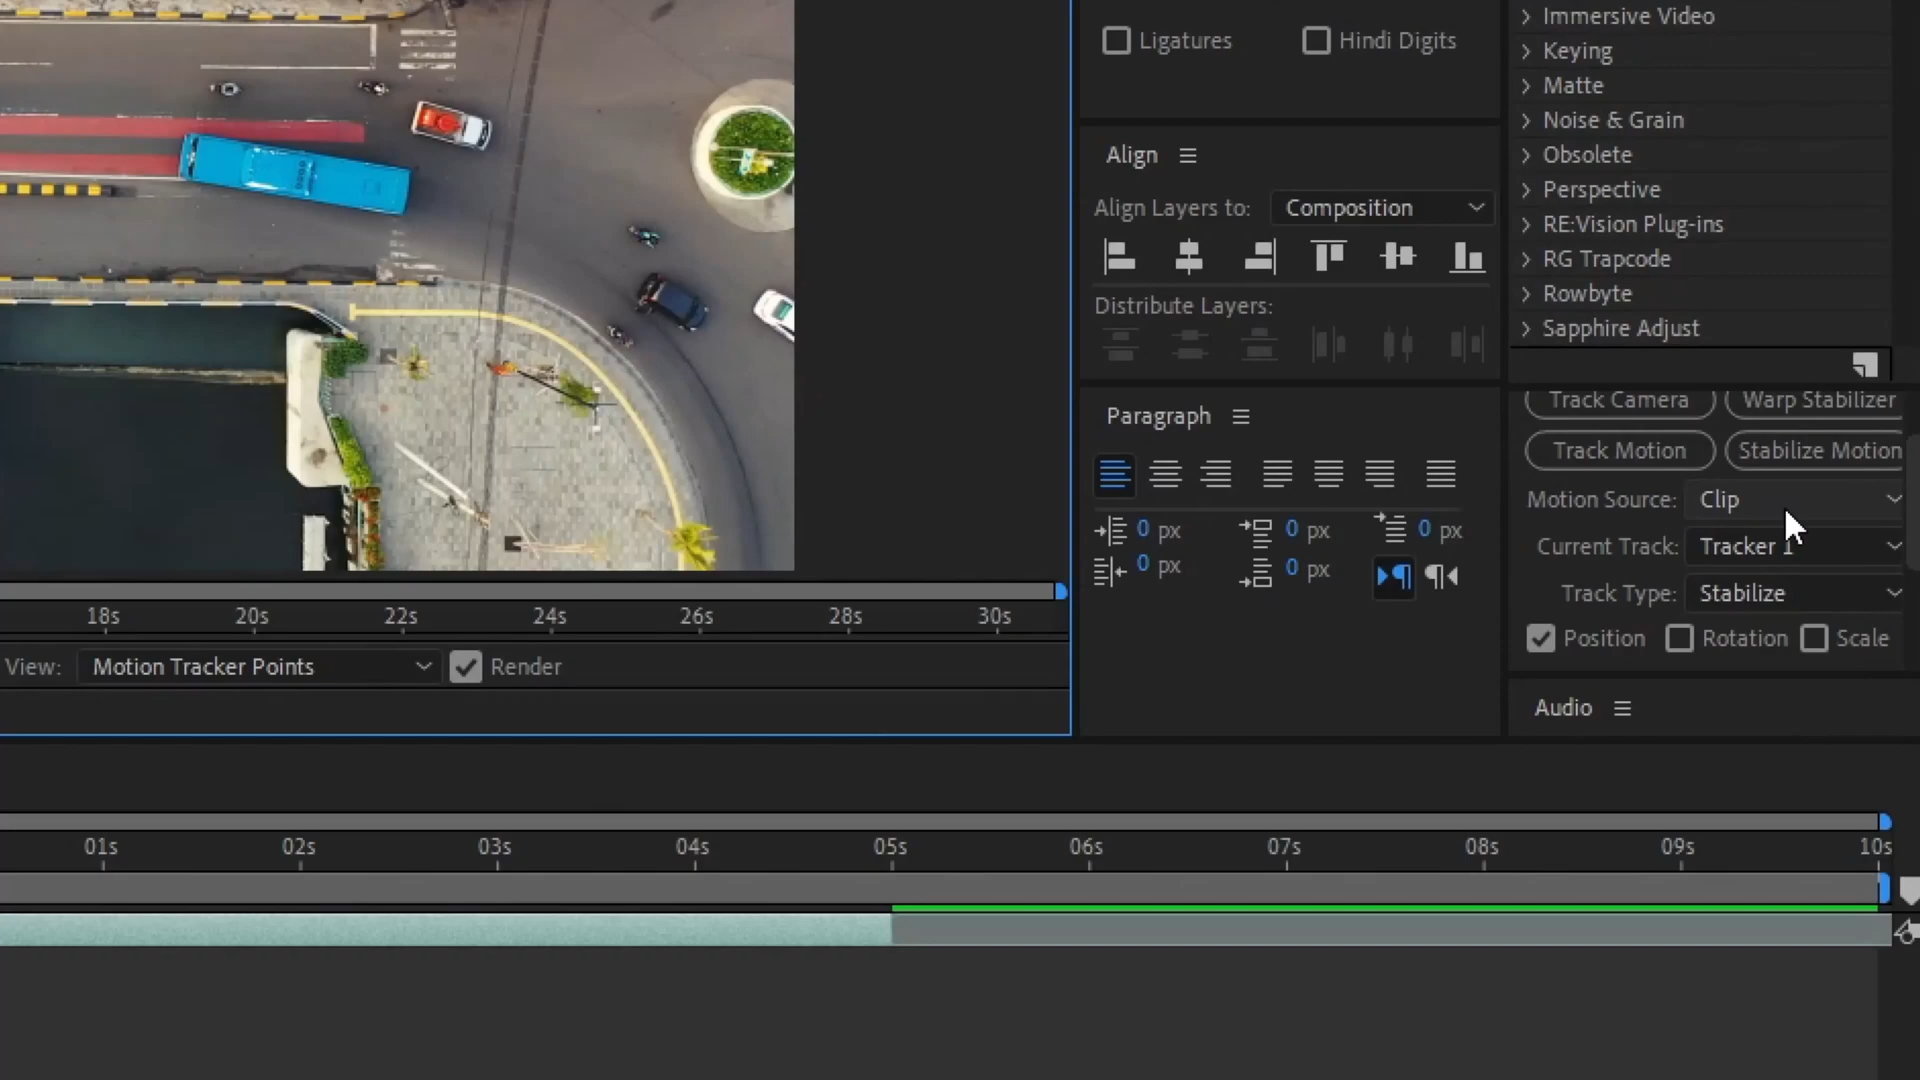 Ligatures
Hindi Digits
Align
Align Layers to:
Composition
Distribute Layers:
Paragraph
0 px
0 px
0 px
0 px
0 px
Immersive Video
Keying
Matte
Noise & Grain
Obsolete
Perspective
RE:Vision Plug-ins
RG Trapcode
Rowbyte
Sapphire Adjust
Track Camera
Warp Stabilizer
Track Motion
Stabilize Motion
Motion Source:
Clip
Current Track:
Tracker 1
Track Type:
Stabilize
Position
Rotation
Scale
Audio
18s
20s
22s
24s
26s
28s
30s
View:
Motion Tracker Points
Render
01s
02s
03s
04s
05s
06s
07s
08s
09s
10s